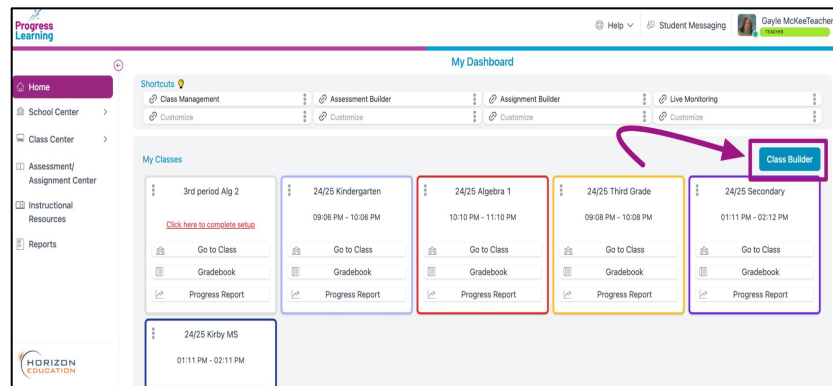 Progress
Learning
Help
Student Messaging
Gayle McKeeTeacher
TEACHER
My Dashboard
Home
School Center
Class Center
Assessment/
Assignment Center
Instructional
Resources
Reports
HORIZON
EDUCATION
Shortcuts
Class Management
Assessment Builder
Assignment Builder
Live Monitoring
Customize
Customize
Customize
Customize
My Classes
Class Builder
3rd period Alg 2
Click here to complete setup
Go to Class
Gradebook
Progress Report
24/25 Kindergarten
09:06 PM - 10:06 PM
Go to Class
Gradebook
Progress Report
24/25 Algebra 1
10:10 PM - 11:10 PM
Go to Class
Gradebook
Progress Report
24/25 Third Grade
09:08 PM - 10:08 PM
Go to Class
Gradebook
Progress Report
24/25 Secondary
01:11 PM - 02:12 PM
Go to Class
Gradebook
Progress Report
24/25 Kirby MS
01:11 PM - 02:11 PM